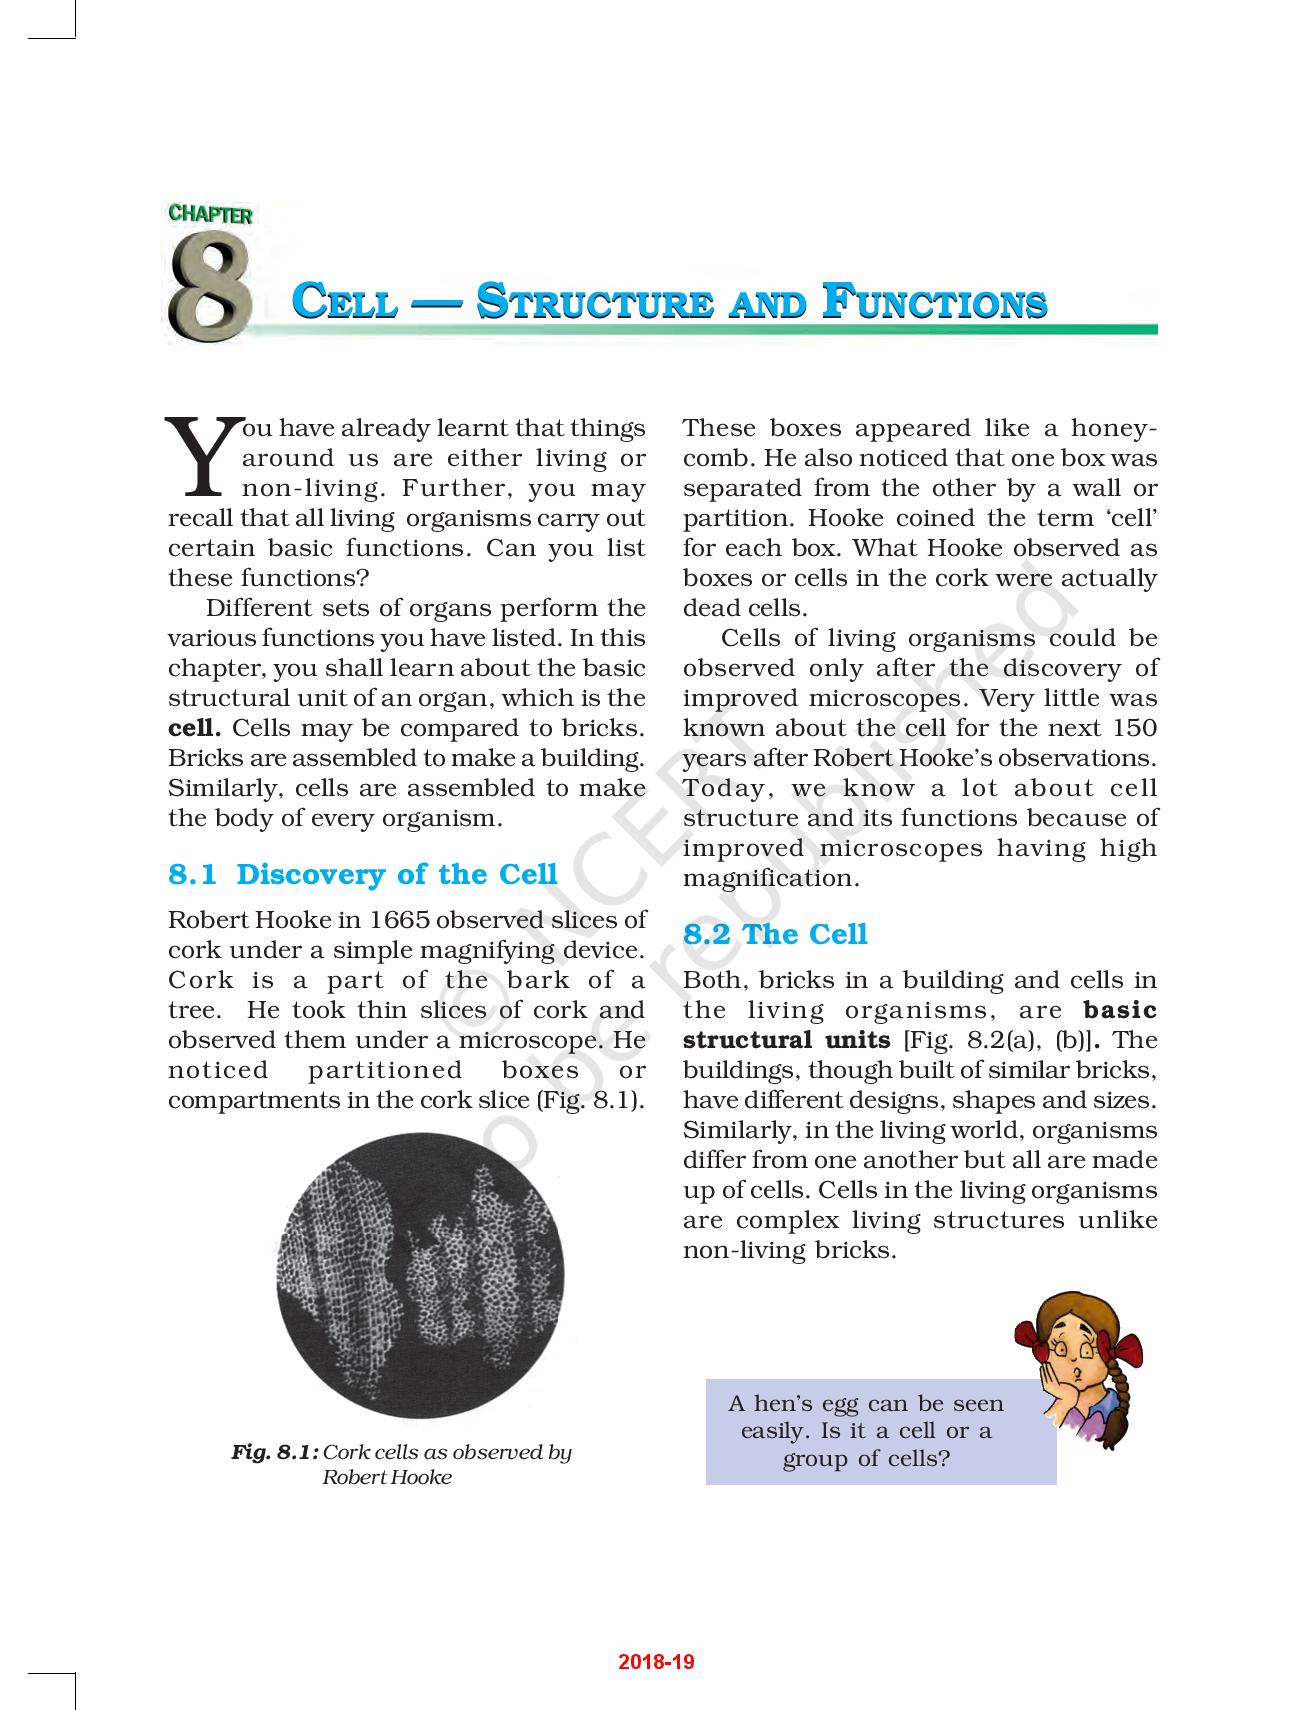 CHAPTER
8
CELL — STRUCTURE AND FUNCTIONS
You have already learnt that things
around us are either living or
non-living. Further, you may
recall that all living organisms carry out
certain basic functions. Can you list
these functions?
Different sets of organs perform the
various functions you have listed. In this
chapter, you shall learn about the basic
structural unit of an organ, which is the
cell. Cells may be compared to bricks.
Bricks are assembled to make a building.
Similarly, cells are assembled to make
the body of every organism.
8.1 Discovery of the Cell
Robert Hooke in 1665 observed slices of
cork under a simple magnifying device.
Cork is a part of the bark of a
tree. He took thin slices of cork and
observed them under a microscope. He
noticed partitioned boxes or
compartments in the cork slice (Fig. 8.1).
Fig. 8.1: Cork cells as observed by
Robert Hooke
These boxes appeared like a honey-
comb. He also noticed that one box was
separated from the other by a wall or
partition. Hooke coined the term ‘cell’
for each box. What Hooke observed as
boxes or cells in the cork were actually
dead cells.
Cells of living organisms could be
observed only after the discovery of
improved microscopes. Very little was
known about the cell for the next 150
years after Robert Hooke’s observations.
Today, we know a lot about cell
structure and its functions because of
improved microscopes having high
magnification.
8.2 The Cell
Both, bricks in a building and cells in
the living organisms, are basic
structural units [Fig. 8.2(a), (b)]. The
buildings, though built of similar bricks,
have different designs, shapes and sizes.
Similarly, in the living world, organisms
differ from one another but all are made
up of cells. Cells in the living organisms
are complex living structures unlike
non-living bricks.
A hen’s egg can be seen
easily. Is it a cell or a
group of cells?
© NCERT
o be republished
2018-19